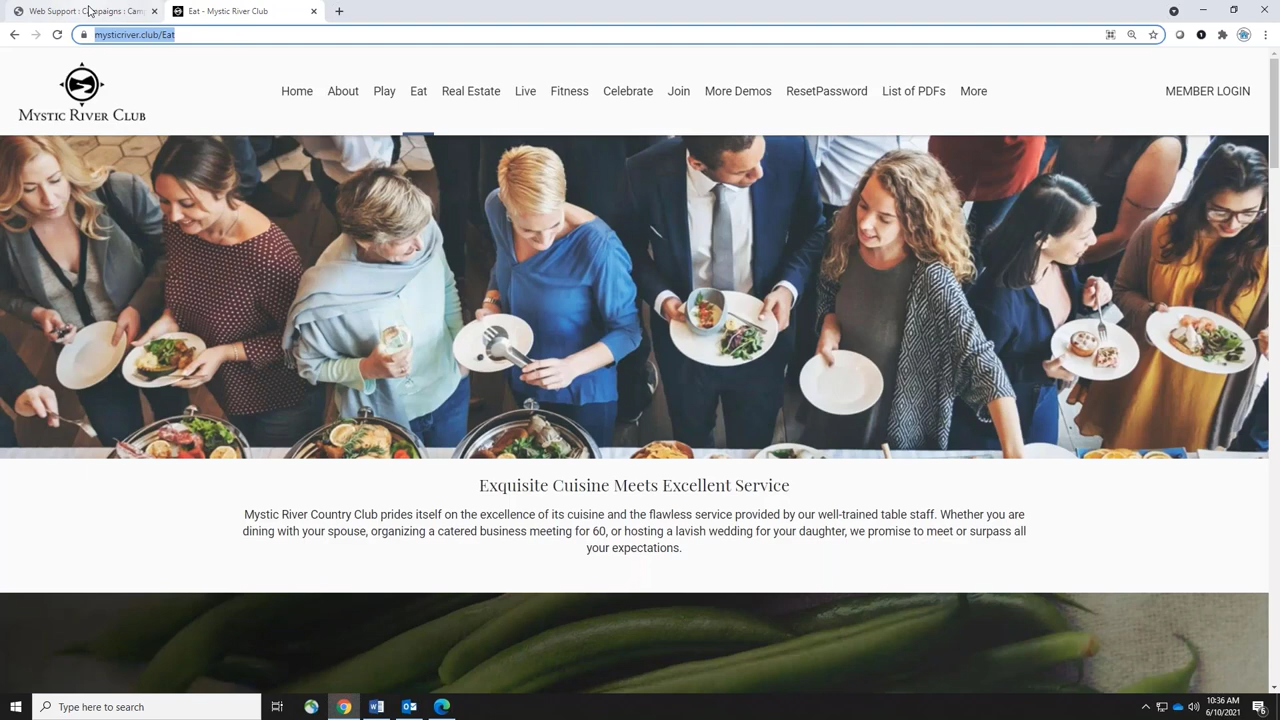 Web Support : Campaigns : Cam
Eat - Mystic River Club
mysticriver.club/Eat
MYSTIC RIVER CLUB
Home About Play Eat Real Estate Live Fitness Celebrate Join More Demos ResetPassword List of PDFs More
MEMBER LOGIN
Exquisite Cuisine Meets Excellent Service
Mystic River Country Club prides itself on the excellence of its cuisine and the flawless service provided by our well-trained table staff. Whether you are
dining with your spouse, organizing a catered business meeting for 60, or hosting a lavish wedding for your daughter, we promise to meet or surpass all
your expectations.
Type here to search
10:36 AM
6/10/2021
6